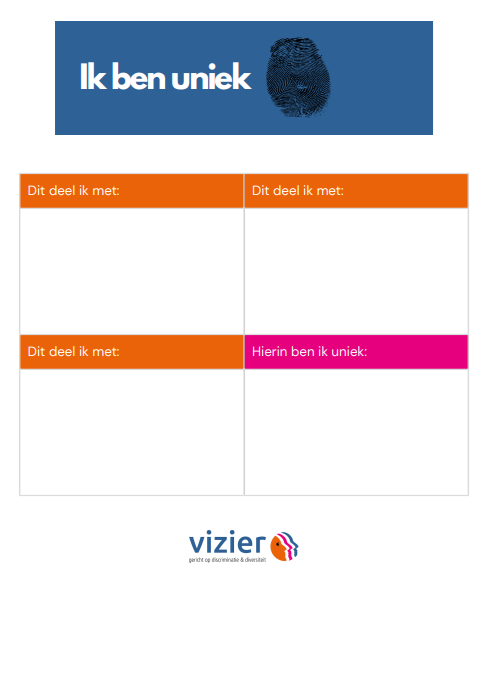 Ik ben uniek
Dit deel ik met:
Dit deel ik met:
Dit deel ik met:
Hierin ben ik uniek:
vizier
gericht op discriminatie & diversiteit